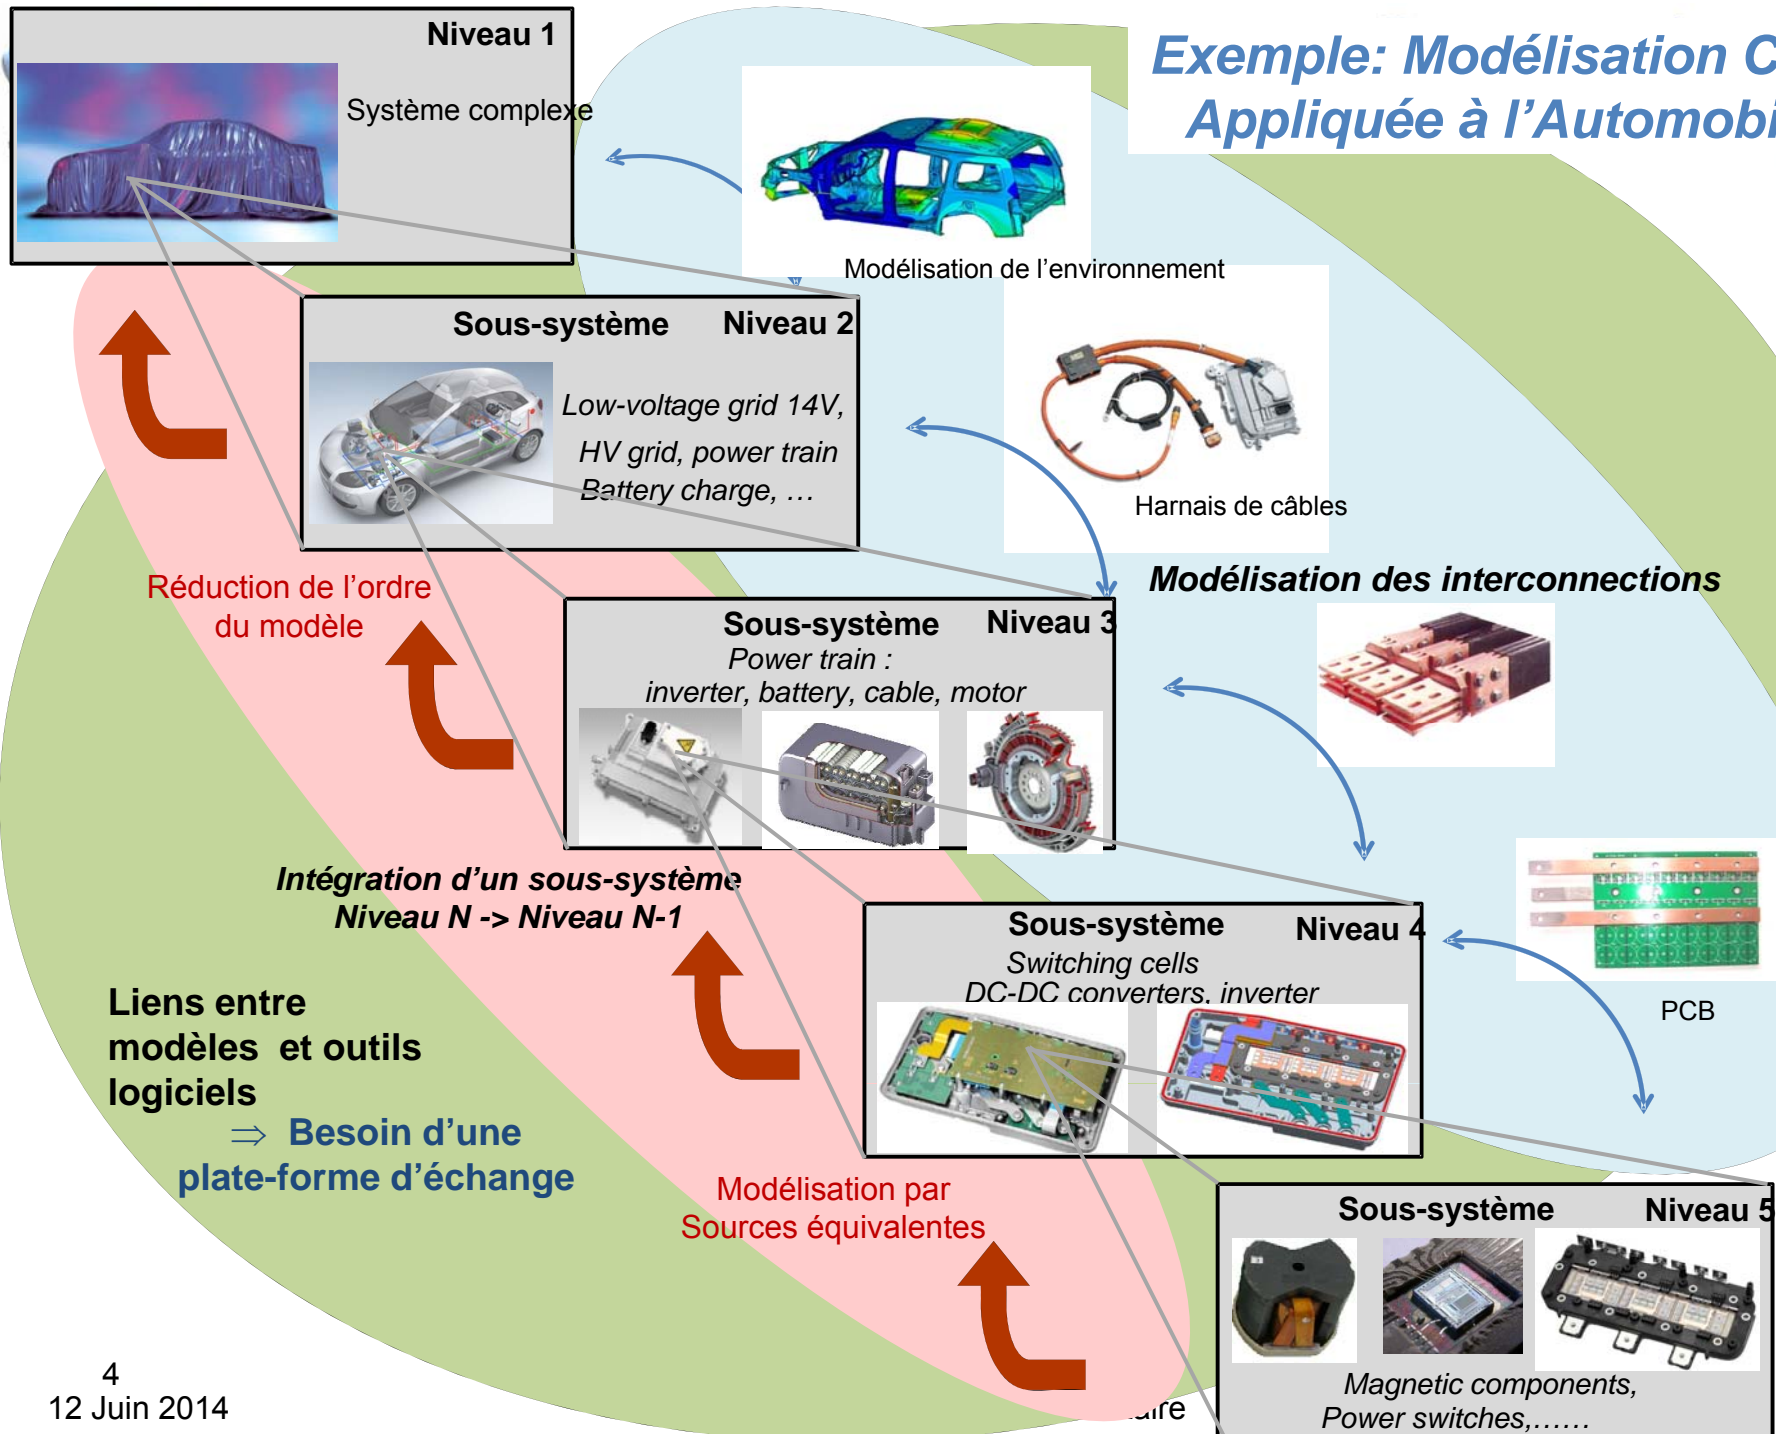 Exemple: Modélisation C
Appliquée à l’Automobi
Niveau 1
Système complexe
Modélisation de l’environnement
Sous-système Niveau 2
Low-voltage grid 14V,
HV grid, power train
Battery charge, …
Harnais de câbles
Réduction de l’ordre
du modèle
Modélisation des interconnections
Sous-système Niveau 3
Power train :
inverter, battery, cable, motor
Intégration d’un sous-système
Niveau N -> Niveau N-1
Sous-système Niveau 4
Switching cells
DC-DC converters, inverter
PCB
Liens entre
modèles et outils
logiciels
⇒ Besoin d’une
plate-forme d’échange
Modélisation par
Sources équivalentes
Sous-système Niveau 5
Magnetic components,
Power switches,……
4
12 Juin 2014